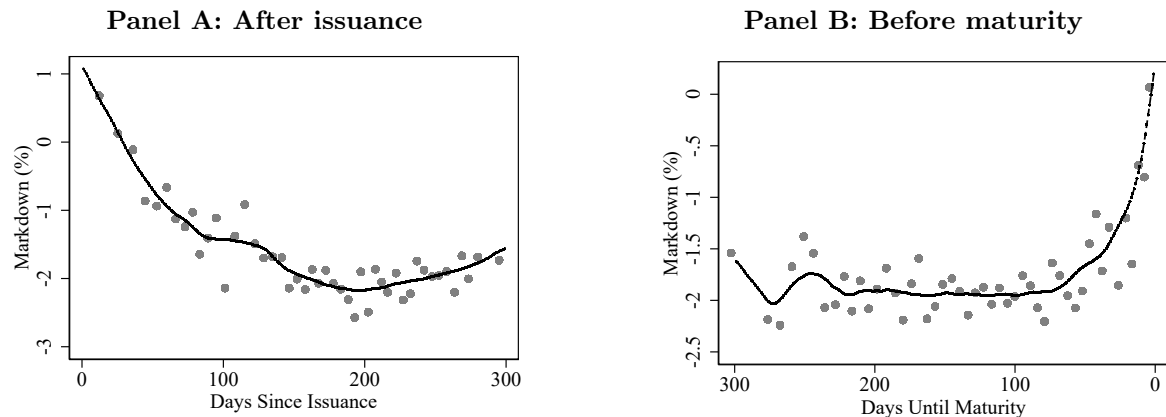 Panel A: After issuance
Markdown (%)
1
0
-1
-2
-3
0 100 200 300
Days Since Issuance
Panel B: Before maturity
Markdown (%)
0
-.5
-1
-1.5
-2
-2.5
300 200 100 0
Days Until Maturity